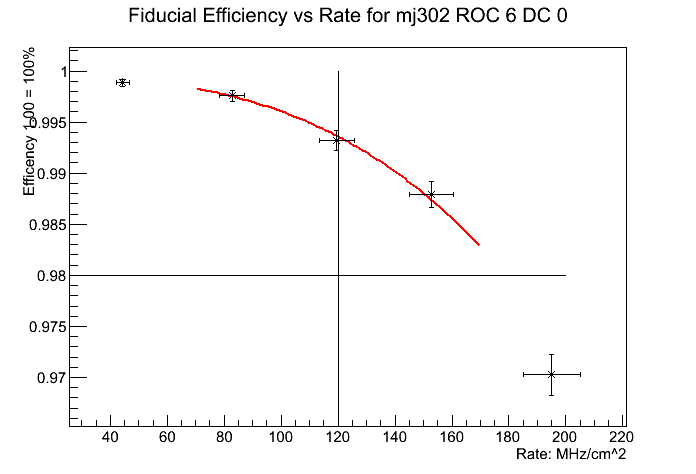 Fiducial Efficiency vs Rate for mj302 ROC 6 DC 0
Efficency 1.00 = 100%
1
0.995
0.99
0.985
0.98
0.975
0.97
40 60 80 100 120 140 160 180 200 220
Rate: MHz/cm^2